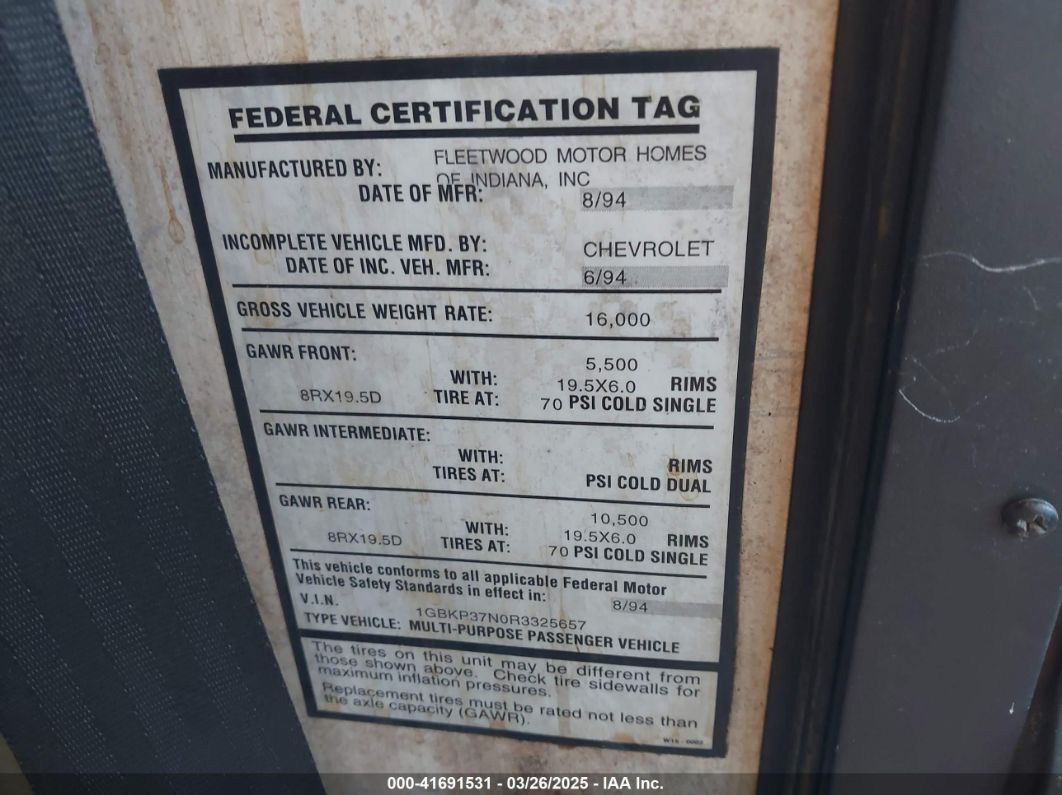 FEDERAL CERTIFICATION TAG
MANUFACTURED BY: FLEETWOOD MOTOR HOMES
OF INDIANA, INC
DATE OF MFR: 8/94
INCOMPLETE VEHICLE MFD. BY: CHEVROLET
DATE OF INC. VEH. MFR: 6/94
GROSS VEHICLE WEIGHT RATE: 16,000
GAWR FRONT: 5,500
WITH: 19.5X6.0 RIMS
8RX19.5D TIRE AT: 70 PSI COLD SINGLE
GAWR INTERMEDIATE:
WITH: RIMS
TIRES AT: PSI COLD DUAL
GAWR REAR: 10,500
WITH: 19.5X6.0 RIMS
8RX19.5D TIRES AT: 70 PSI COLD SINGLE
This vehicle conforms to all applicable Federal Motor
Vehicle Safety Standards in effect in: 8/94
V.I.N. 1GBKP37N0R3325657
TYPE VEHICLE: MULTI-PURPOSE PASSENGER VEHICLE
The tires on this unit may be different from
those shown above. Check tire sidewalls for
maximum inflation pressures.
Replacement tires must be rated not less than
the axle capacity (GAWR).
000-41691531 - 03/26/2025 - IAA Inc.